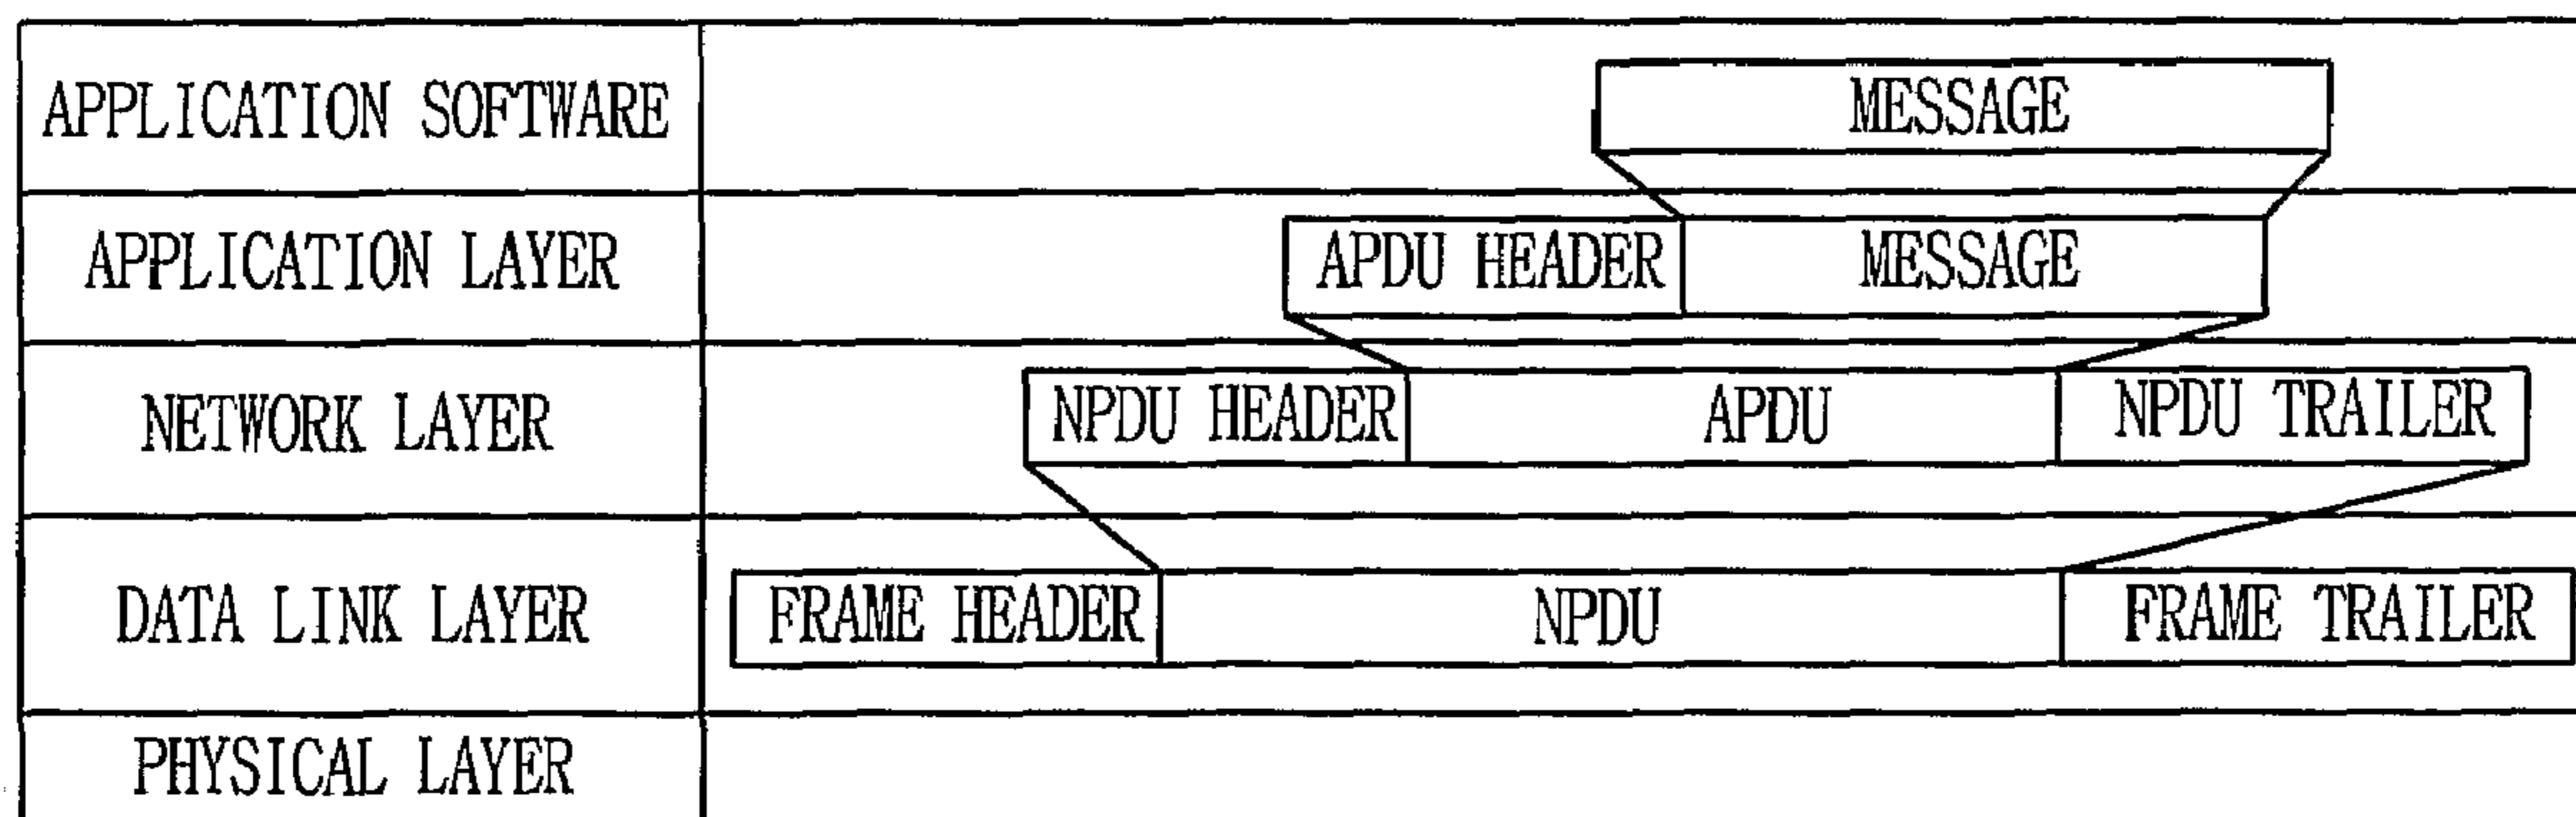 APPLICATION SOFTWARE
MESSAGE
APPLICATION LAYER
APDU HEADER
MESSAGE
NETWORK LAYER
NPDU HEADER
APDU
NPDU TRAILER
DATA LINK LAYER
FRAME HEADER
NPDU
FRAME TRAILER
PHYSICAL LAYER